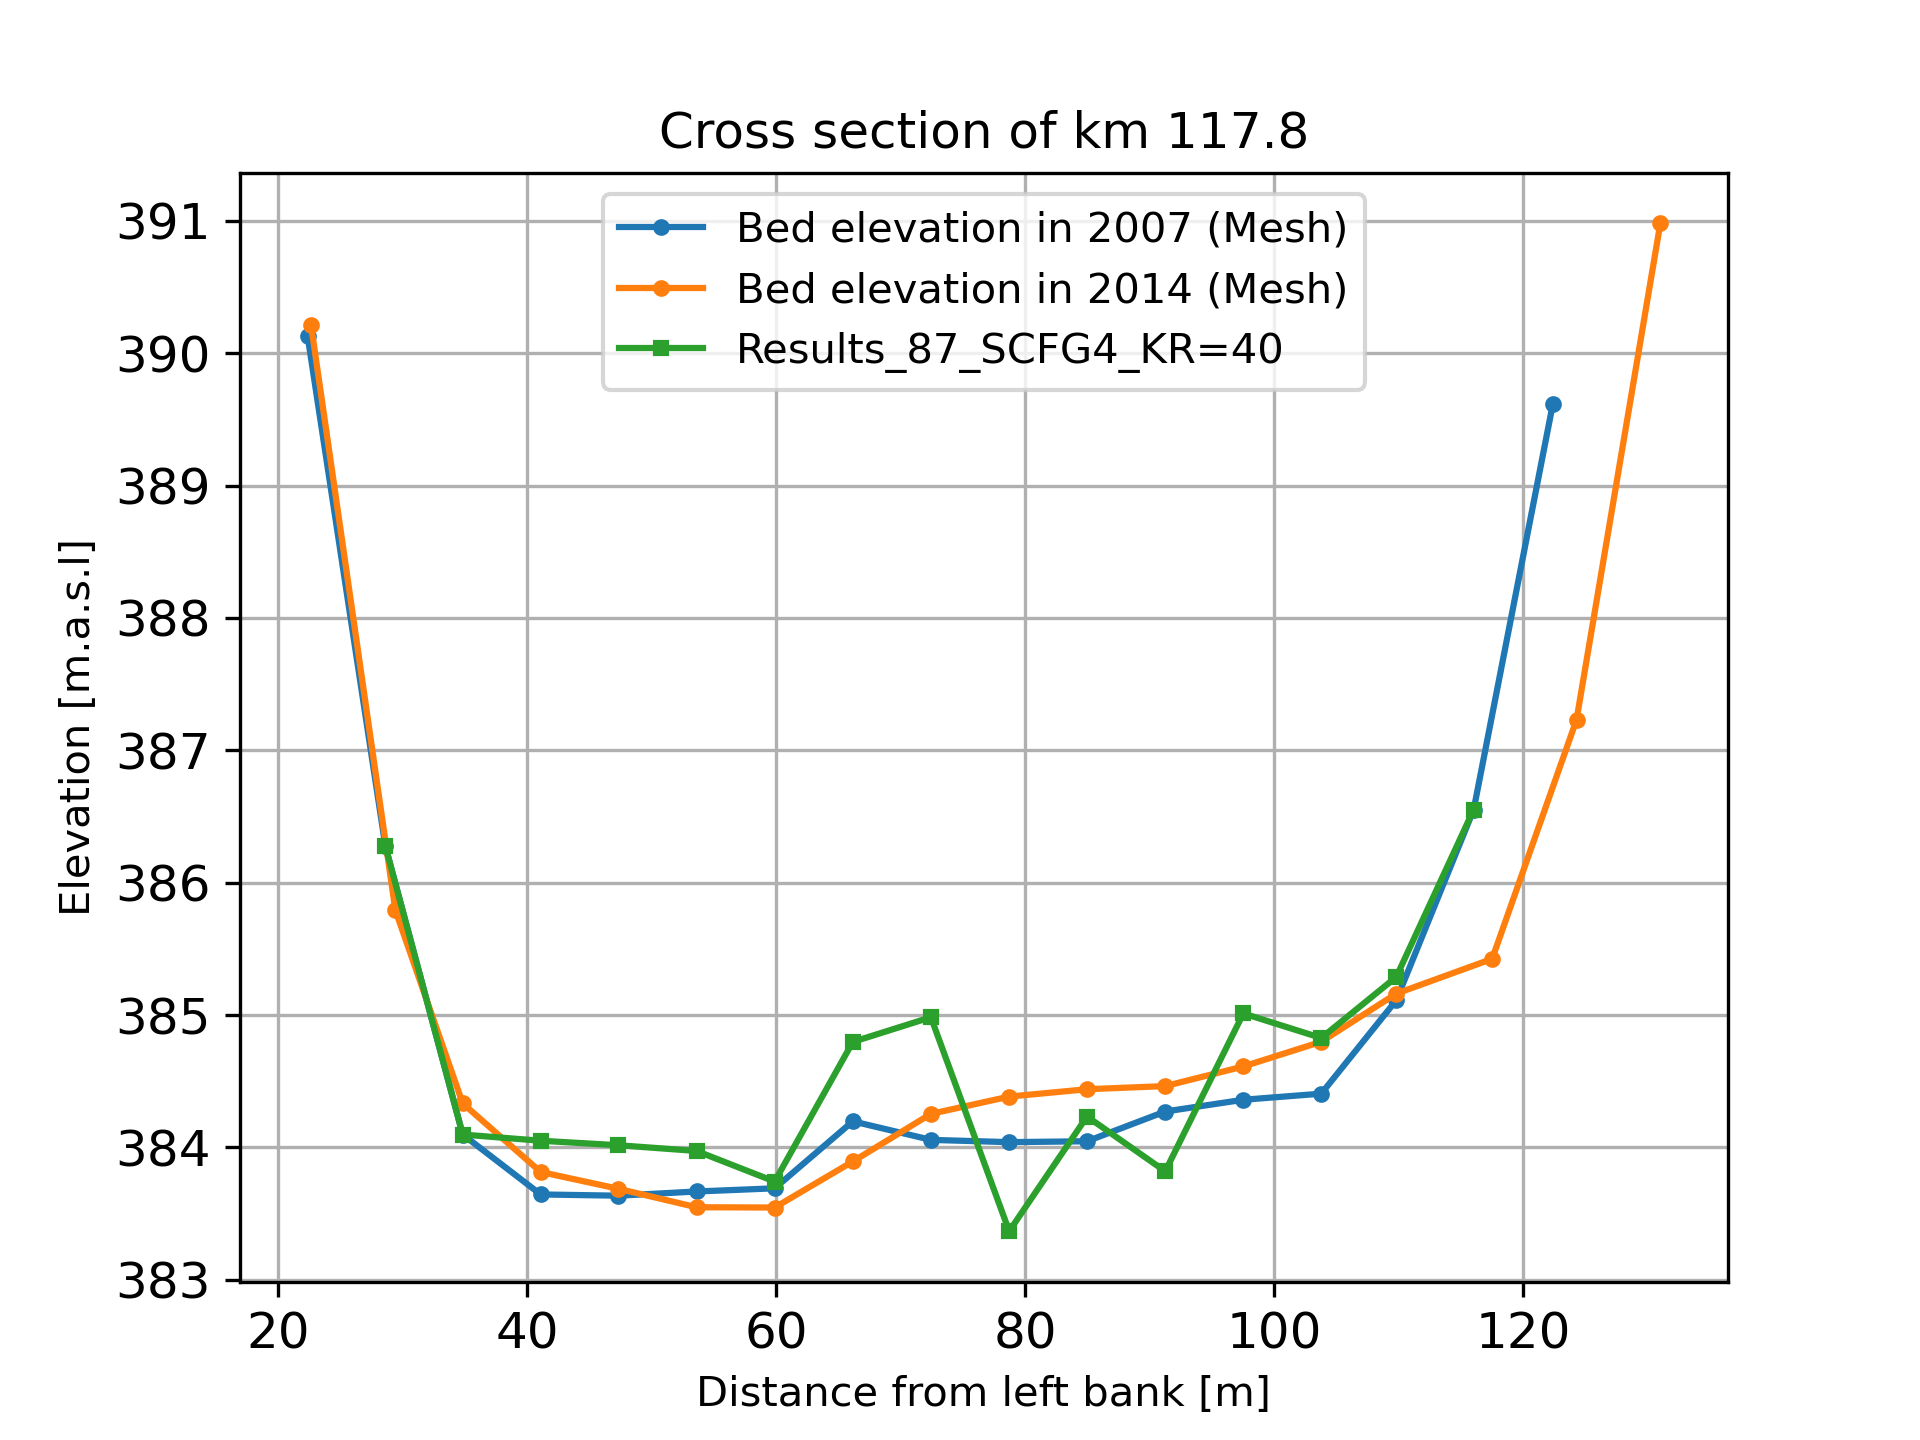 Cross section of km 117.8
Bed elevation in 2007 (Mesh)
Bed elevation in 2014 (Mesh)
Results_87_SCFG4_KR=40
391
390
389
388
387
386
385
384
383
Elevation [m.a.s.l]
20 40 60 80 100 120
Distance from left bank [m]